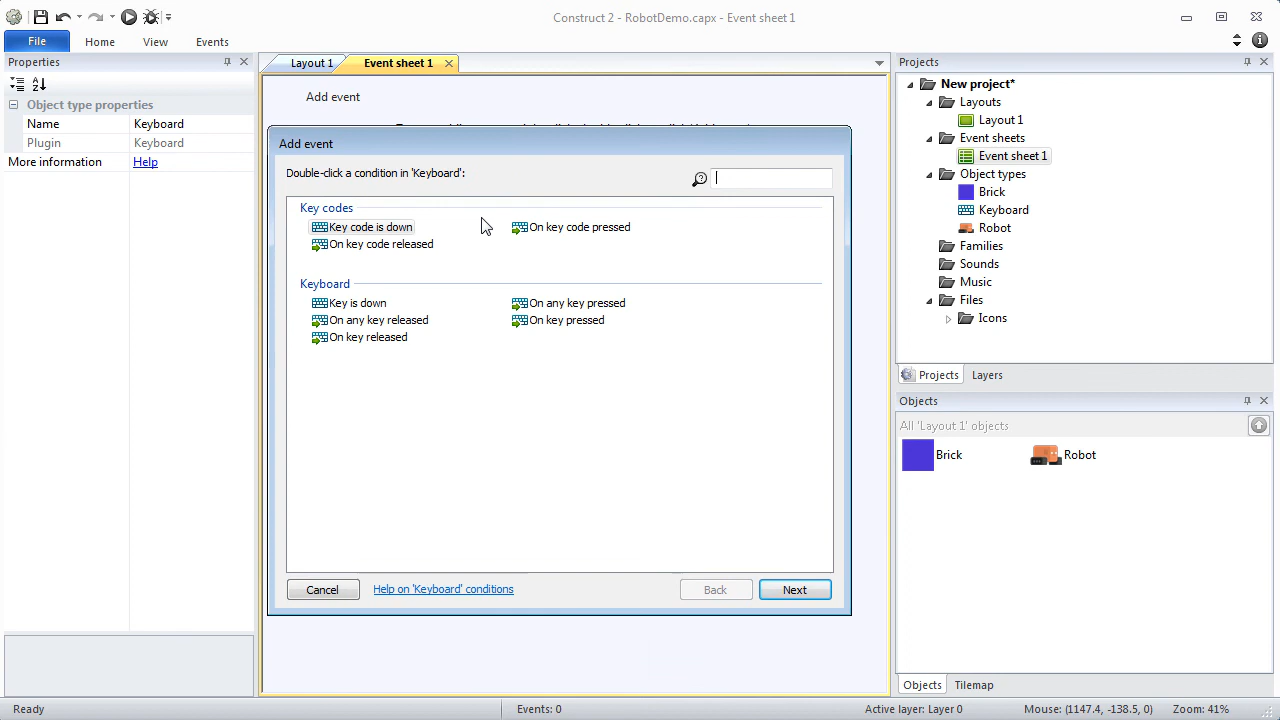 Construct 2 - RobotDemo.capx - Event sheet 1
File Home View Events
Properties
Object type properties
Name Keyboard
Plugin Keyboard
More information Help
Layout 1 Event sheet 1
Add event
Add event
Double-click a condition in 'Keyboard':
Key codes
Key code is down On key code pressed
On key code released
Keyboard
Key is down On any key pressed
On any key released On key pressed
On key released
Cancel Help on 'Keyboard' conditions Back Next
Projects
New project*
Layouts
Layout 1
Event sheets
Event sheet 1
Object types
Brick
Keyboard
Robot
Families
Sounds
Music
Files
Icons
Projects Layers
Objects
All 'Layout 1' objects
Brick Robot
Objects Tilemap
Ready Events: 0 Active layer: Layer 0 Mouse: (1147.4, -138.5, 0) Zoom: 41%